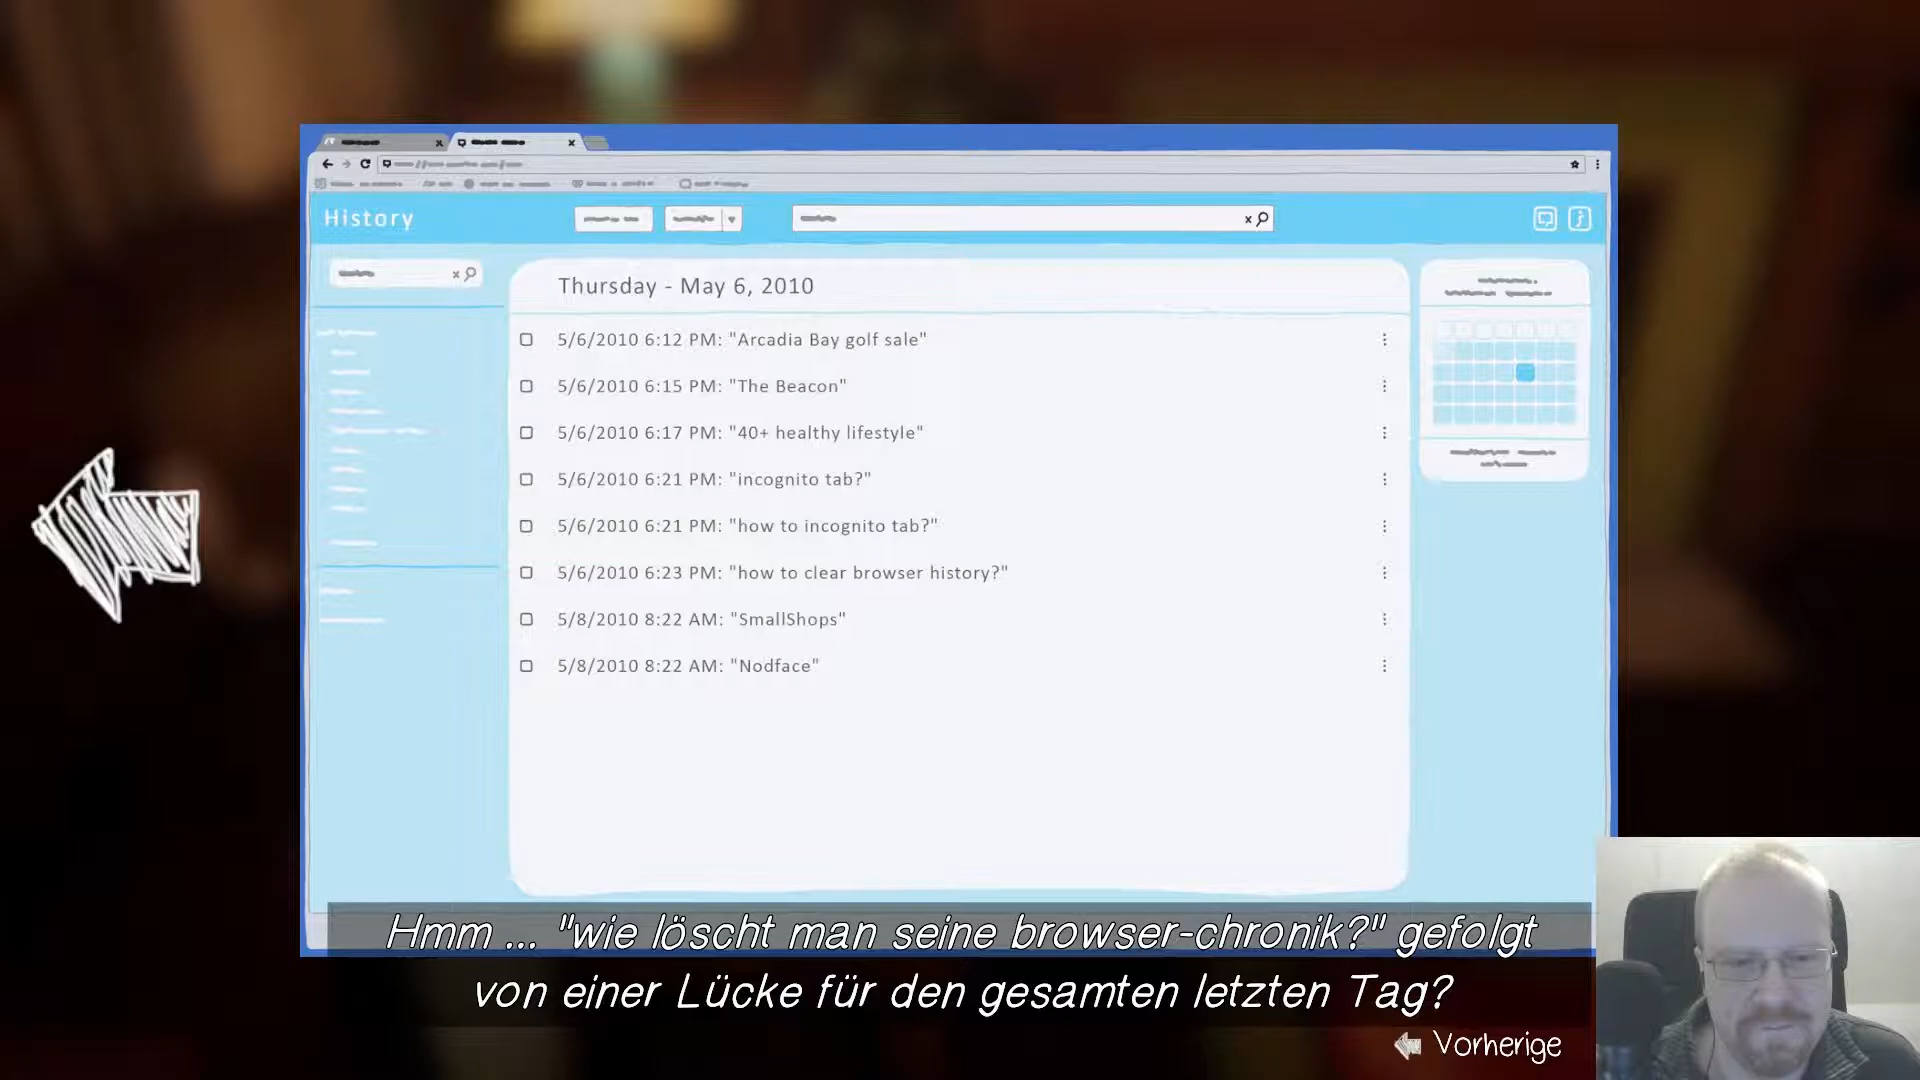 History
Thursday - May 6, 2010
5/6/2010 6:12 PM: "Arcadia Bay golf sale"
5/6/2010 6:15 PM: "The Beacon"
5/6/2010 6:17 PM: "40+ healthy lifestyle"
5/6/2010 6:21 PM: "incognito tab?"
5/6/2010 6:21 PM: "how to incognito tab?"
5/6/2010 6:23 PM: "how to clear browser history?"
5/8/2010 8:22 AM: "SmallShops"
5/8/2010 8:22 AM: "Nodface"
Hmm ... "wie löscht man seine browser-chronik?" gefolgt
von einer Lücke für den gesamten letzten Tag?
Vorherige